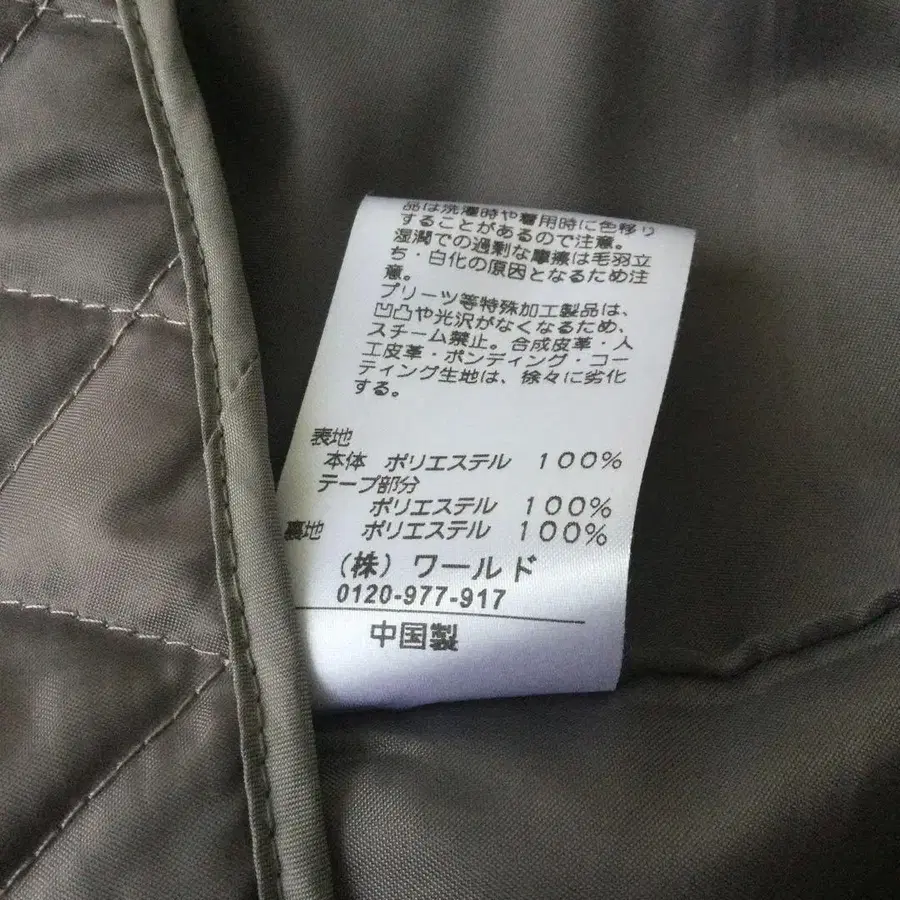 品は洗濯時や着用時に色移り
することがあるので注意。
湿潤での過剰な摩擦は毛羽立
ち・白化の原因となるため注
意。
プリーツ等特殊加工製品は、
凹凸や光沢がなくなるため、
スチーム禁止。合成皮革・人
工皮革・ボンディング・コー
ティング生地は、徐々に劣化
する。
表地
本体 ポリエステル 100%
テープ部分
ポリエステル 100%
裏地 ポリエステル 100%
(株)ワールド
0120-977-917
中国製